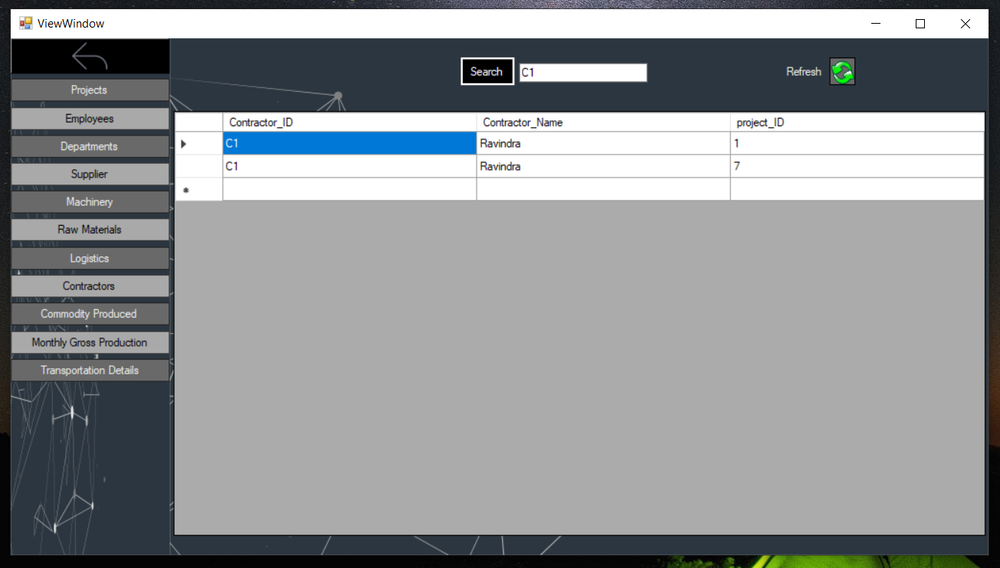 ViewWindow
Search C1 Refresh
Projects
Employees
Departments
Supplier
Machinery
Raw Materials
Logistics
Contractors
Commodity Produced
Monthly Gross Production
Transportation Details
Contractor_ID Contractor_Name project_ID
C1 Ravindra 1
C1 Ravindra 7